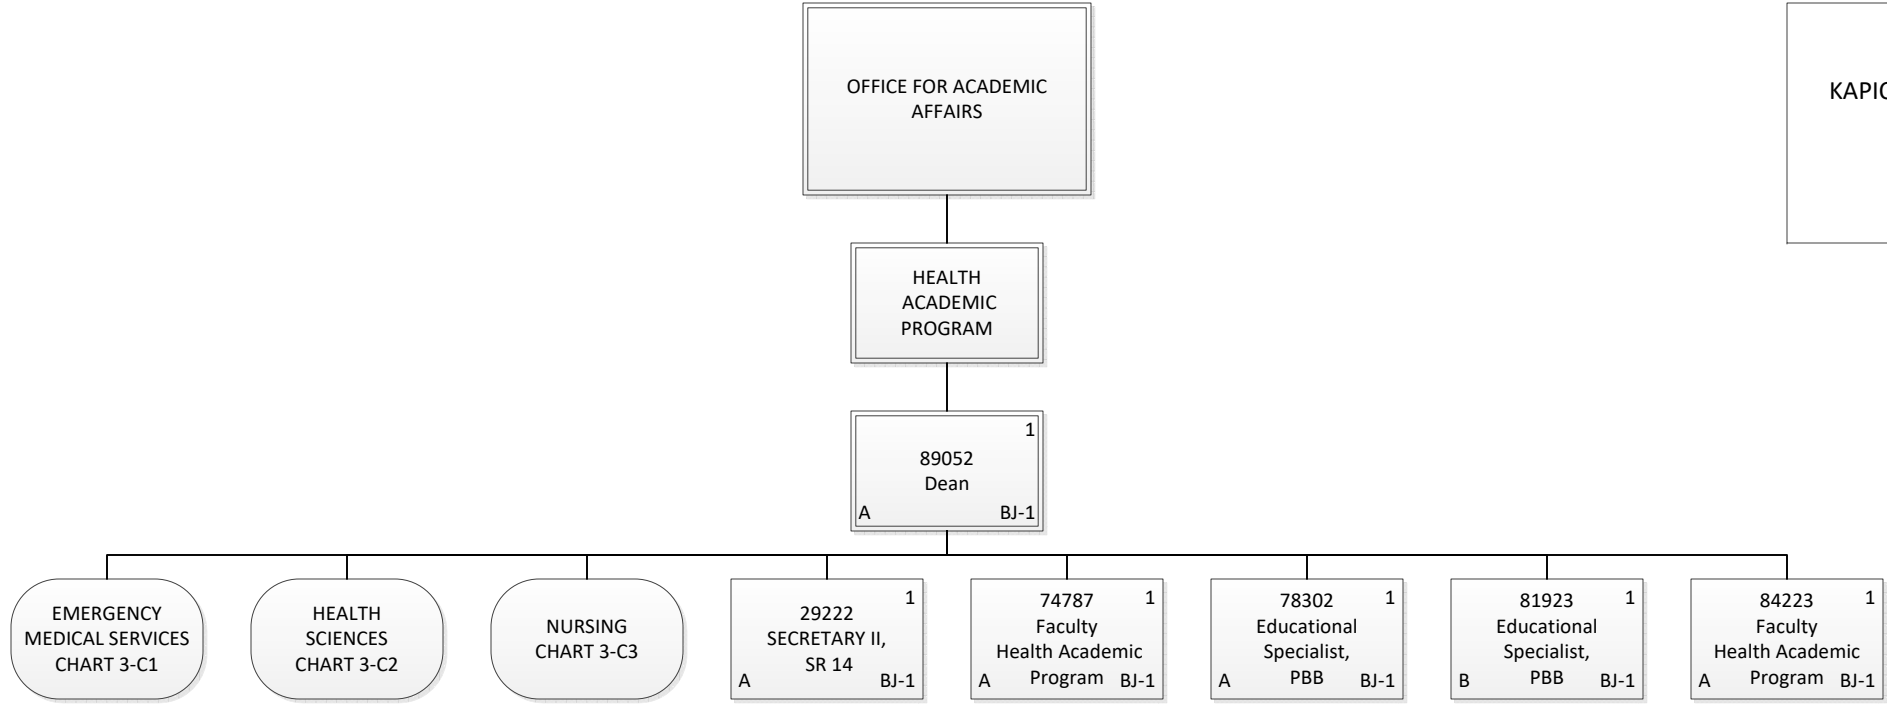 OFFICE FOR ACADEMIC
AFFAIRS
HEALTH
ACADEMIC
PROGRAM
1
89052
Dean
A BJ-1
EMERGENCY
MEDICAL SERVICES
CHART 3-C1
HEALTH
SCIENCES
CHART 3-C2
NURSING
CHART 3-C3
1
29222
SECRETARY II,
SR 14
A BJ-1
74787 1
Faculty
Health Academic
A Program BJ-1
78302 1
Educational
Specialist,
A PBB BJ-1
81923 1
Educational
Specialist,
B PBB BJ-1
84223 1
Faculty
Health Academic
A Program BJ-1